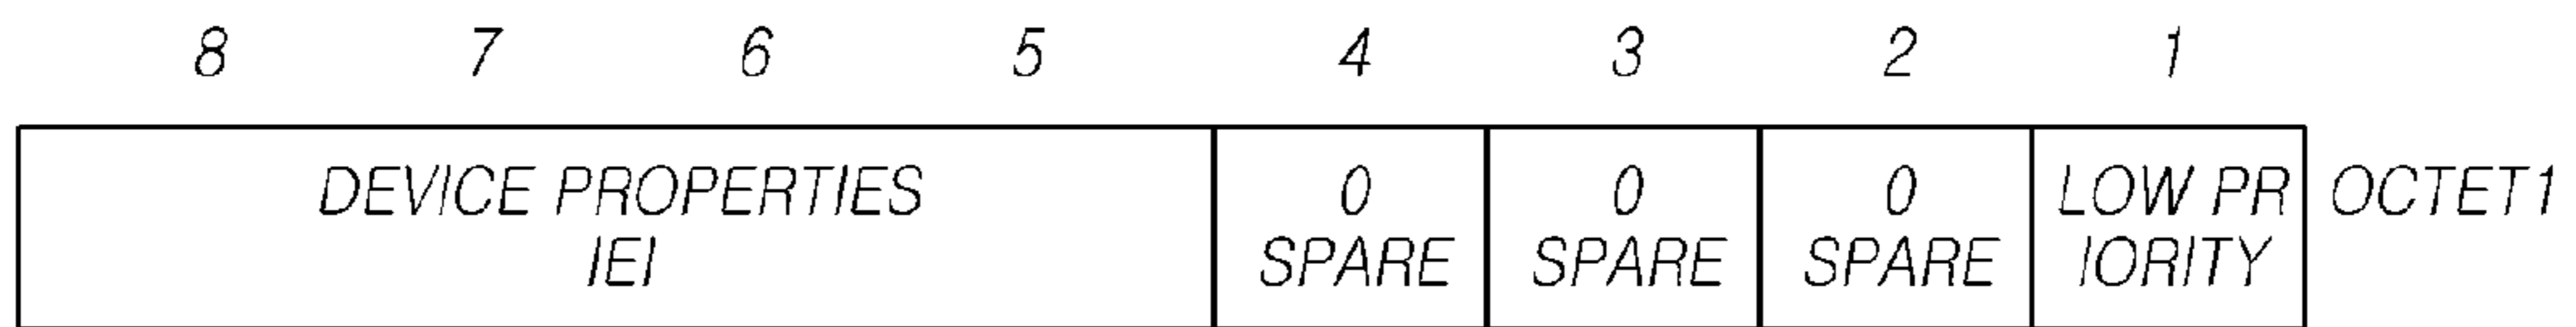 8 7 6 5 4 3 2 1
DEVICE PROPERTIES 0 0 0 LOW PR OCTET1
IEI SPARE SPARE SPARE IORITY